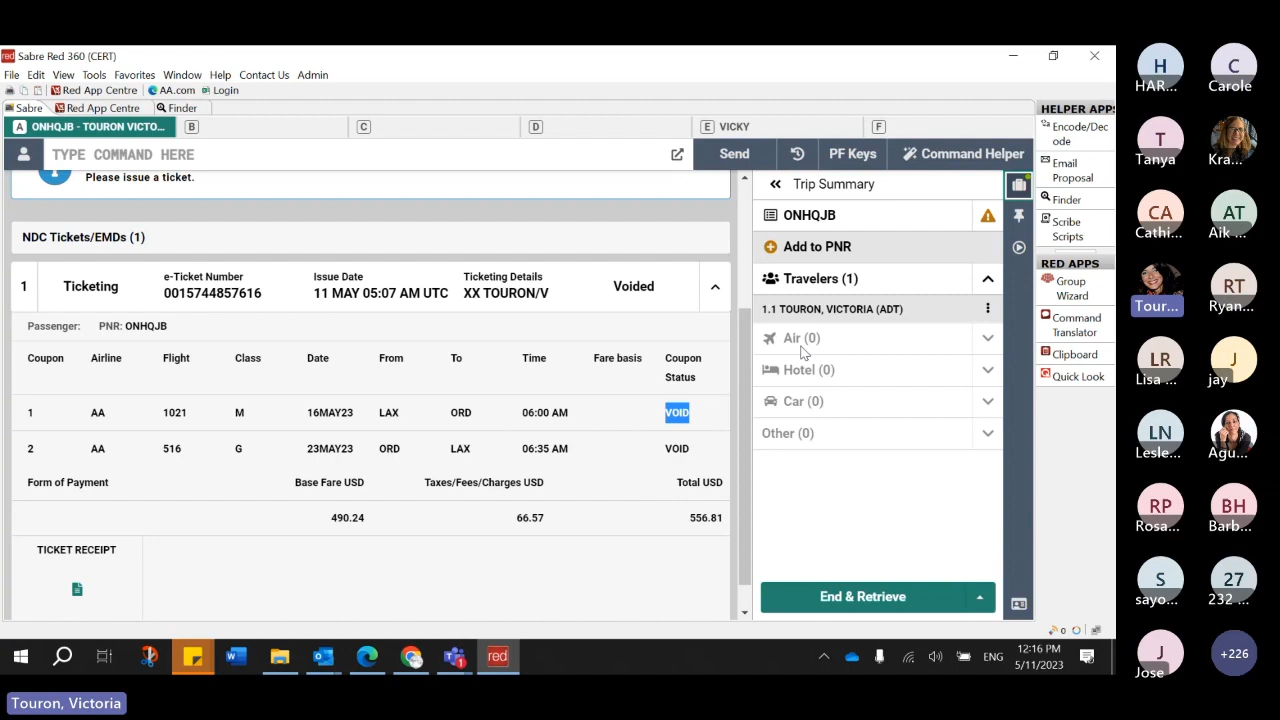 red Sabre Red 360 (CERT)
File Edit View Tools Favorites Window Help Contact Us Admin
Red App Centre AA.com Login
Sabre Red App Centre Finder
A ONHQJB - TOURON VICTO... B C D E VICKY F
TYPE COMMAND HERE Send PF Keys Command Helper
Please issue a ticket.
NDC Tickets/EMDs (1)
1 Ticketing e-Ticket Number Issue Date Ticketing Details Voided
0015744857616 11 MAY 05:07 AM UTC XX TOURON/V
Passenger: PNR: ONHQJB
Coupon Airline Flight Class Date From To Time Fare basis Coupon
Status
1 AA 1021 M 16MAY23 LAX ORD 06:00 AM VOID
2 AA 516 G 23MAY23 ORD LAX 06:35 AM VOID
Form of Payment Base Fare USD Taxes/Fees/Charges USD Total USD
490.24 66.57 556.81
TICKET RECEIPT
Trip Summary
ONHQJB
Add to PNR
Travelers (1)
1.1 TOURON, VICTORIA (ADT)
Air (0)
Hotel (0)
Car (0)
Other (0)
End & Retrieve
HELPER APPS
Encode/Dec
ode
Email
Proposal
Finder
Scribe
Scripts
RED APPS
Group
Wizard
Command
Translator
Clipboard
Quick Look
0
ENG
12:16 PM
5/11/2023
red
Touron, Victoria
H C
HAR... Carole
T
Tanya Kra...
CA AT
Cathi... Aik ...
RT
Tour... Ryan...
LR J
Lisa ... jay
LN
Lesle... Agu...
RP BH
Rosa... Barb...
S 27
sayo... 232 ...
J +226
Jose